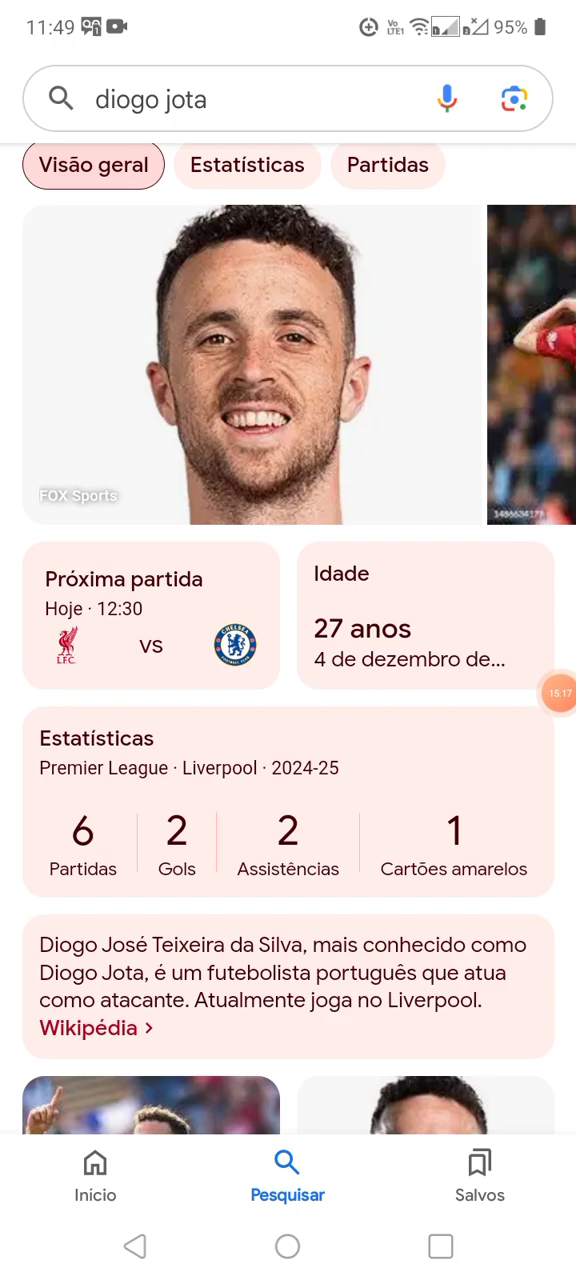 11:49
Vo
LTE1
95%
diogo jota
Visão geral
Estatísticas
Partidas
FOX Sports
Próxima partida
Hoje · 12:30
L.F.C.
vs
CHELSEA
Idade
27 anos
4 de dezembro de...
15:17
Estatísticas
Premier League · Liverpool · 2024-25
6
Partidas
2
Gols
2
Assistências
1
Cartões amarelos
Diogo José Teixeira da Silva, mais conhecido como
Diogo Jota, é um futebolista português que atua
como atacante. Atualmente joga no Liverpool.
Wikipédia >
Início
Pesquisar
Salvos